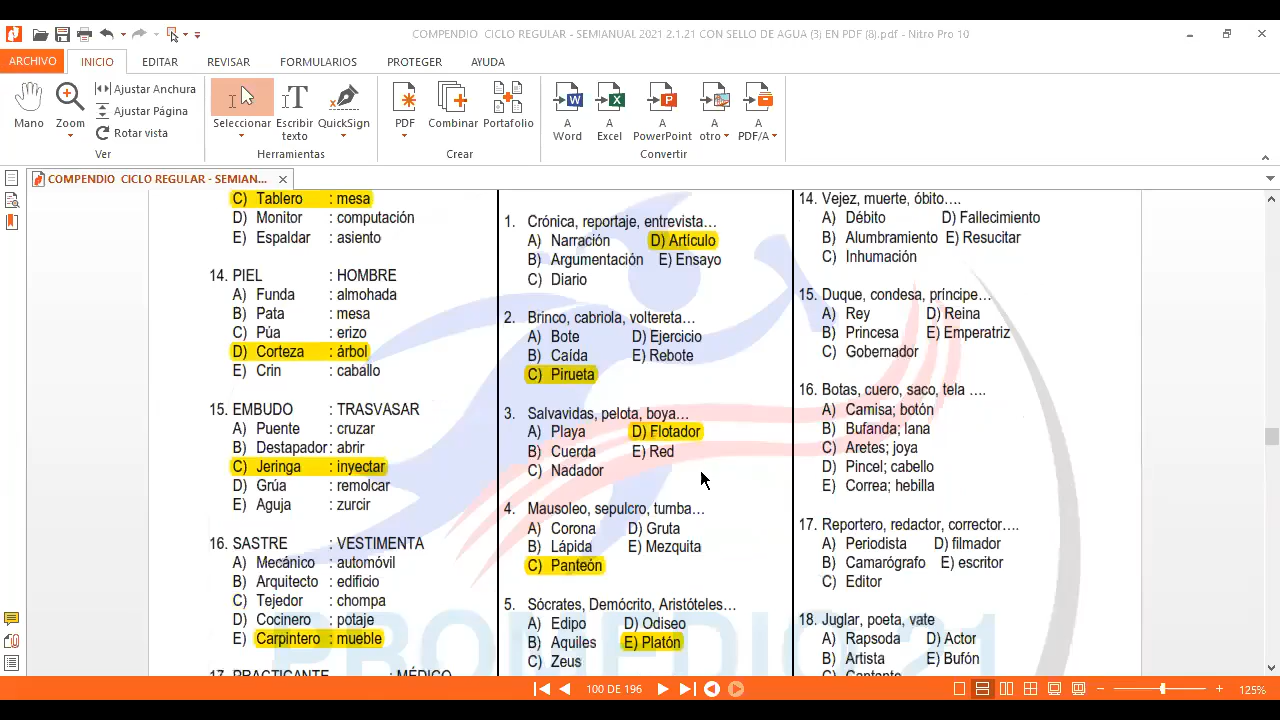 COMPENDIO CICLO REGULAR - SEMIANUAL 2021 2.1.21 CON SELLO DE AGUA (3) EN PDF (8).pdf - Nitro Pro 10
ARCHIVO INICIO EDITAR REVISAR FORMULARIOS PROTEGER AYUDA
Mano
Zoom
Ajustar Anchura
Ajustar Página
Rotar vista
Ver
Seleccionar
Escribir texto
QuickSign
Herramientas
PDF
Combinar
Portafolio
Crear
A Word
A Excel
A PowerPoint
A otro
A PDF/A
Convertir
COMPENDIO CICLO REGULAR - SEMIAN...
C) Tablero : mesa
D) Monitor : computación
E) Espaldar : asiento
14. PIEL : HOMBRE
A) Funda : almohada
B) Pata : mesa
C) Púa : erizo
D) Corteza : árbol
E) Crin : caballo
15. EMBUDO : TRASVASAR
A) Puente : cruzar
B) Destapador : abrir
C) Jeringa : inyectar
D) Grúa : remolcar
E) Aguja : zurcir
16. SASTRE : VESTIMENTA
A) Mecánico : automóvil
B) Arquitecto : edificio
C) Tejedor : chompa
D) Cocinero : potaje
E) Carpintero : mueble
17. PRACTICANTE : MÉDICO
1. Crónica, reportaje, entrevista…
A) Narración D) Artículo
B) Argumentación E) Ensayo
C) Diario
2. Brinco, cabriola, voltereta…
A) Bote D) Ejercicio
B) Caída E) Rebote
C) Pirueta
3. Salvavidas, pelota, boya…
A) Playa D) Flotador
B) Cuerda E) Red
C) Nadador
4. Mausoleo, sepulcro, tumba…
A) Corona D) Gruta
B) Lápida E) Mezquita
C) Panteón
5. Sócrates, Demócrito, Aristóteles…
A) Edipo D) Odiseo
B) Aquiles E) Platón
C) Zeus
14. Vejez, muerte, óbito….
A) Débito D) Fallecimiento
B) Alumbramiento E) Resucitar
C) Inhumación
15. Duque, condesa, príncipe…
A) Rey D) Reina
B) Princesa E) Emperatriz
C) Gobernador
16. Botas, cuero, saco, tela ….
A) Camisa; botón
B) Bufanda; lana
C) Aretes; joya
D) Pincel; cabello
E) Correa; hebilla
17. Reportero, redactor, corrector….
A) Periodista D) filmador
B) Camarógrafo E) escritor
C) Editor
18. Juglar, poeta, vate
A) Rapsoda D) Actor
B) Artista E) Bufón
C) Cantante
PROMEDIO 21
100 DE 196
125%